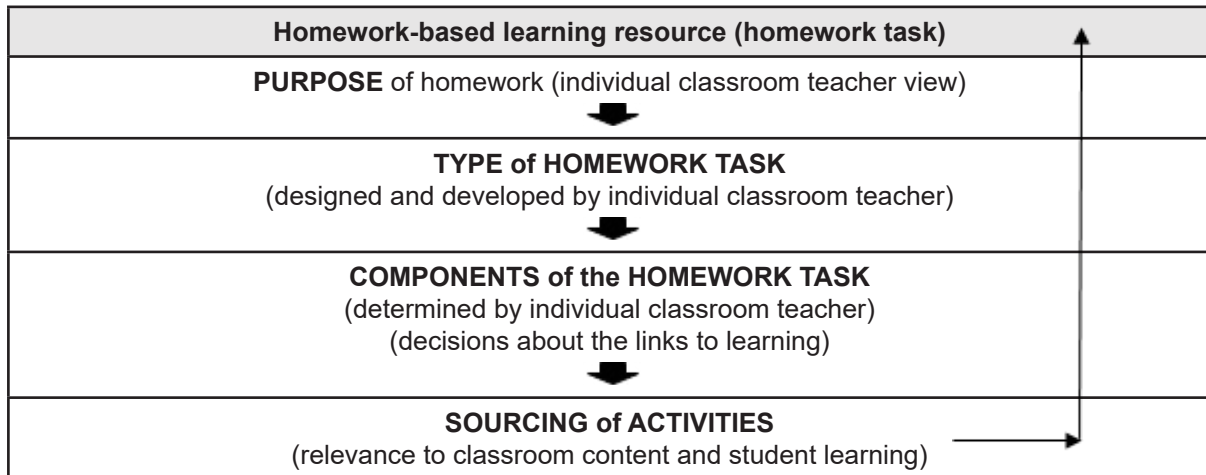 Homework-based learning resource (homework task)
PURPOSE of homework (individual classroom teacher view)
TYPE of HOMEWORK TASK
(designed and developed by individual classroom teacher)
COMPONENTS of the HOMEWORK TASK
(determined by individual classroom teacher)
(decisions about the links to learning)
SOURCING of ACTIVITIES
(relevance to classroom content and student learning)